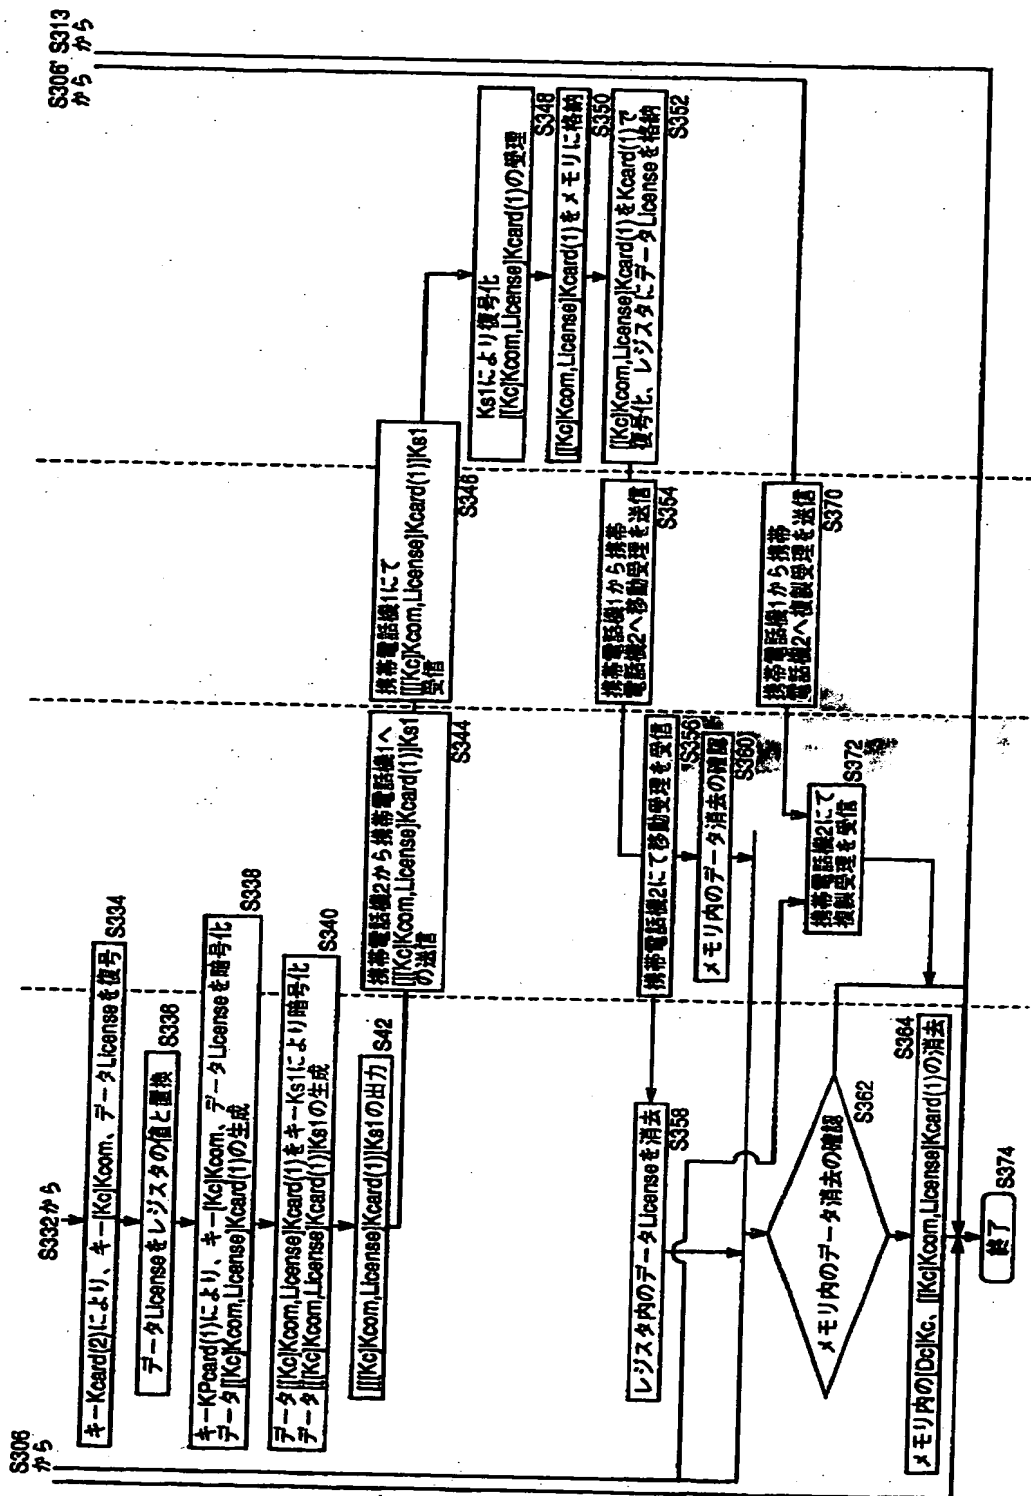 S306
から
S332から
キーKcard(2)により、キー[Kc]Kcom、データLicenseを復号
S334
データLicenseをレジスタの値と置換
S336
キーKPcard(1)により、キー[Kc]Kcom、データLicenseを暗号化
データ[[Kc]Kcom,License]Kcard(1)の生成
S338
データ[[Kc]Kcom,License]Kcard(1)をキーKs1により暗号化
データ[[[Kc]Kcom,License]Kcard(1)]Ks1の生成
S340
[[[Kc]Kcom,License]Kcard(1)]Ks1の出力
S42
携帯電話機2から携帯電話機1へ
[[[Kc]Kcom,License]Kcard(1)]Ks1
の送信
S344
携帯電話機1にて
[[[Kc]Kcom,License]Kcard(1)]Ks1
受信
S346
Ks1により復号化
[[Kc]Kcom,License]Kcard(1)の受理
S348
[[Kc]Kcom,License]Kcard(1)をメモリに格納
S350
[[Kc]Kcom,License]Kcard(1)をKcard(1)で
復号化、レジスタにデータLicenseを格納
S352
携帯電話機1から携帯
電話機2へ移動受理を送信
S354
携帯電話機2にて移動受理を受信
S356
レジスタ内のデータLicenseを消去
S358
メモリ内のデータ消去の確認
S360
メモリ内のデータ消去の確認
S362
メモリ内の[Dc]Kc、[[Kc]Kcom,License]Kcard(1)の消去
S364
携帯電話機1から携帯
電話機2へ複製受理を送信
S370
携帯電話機2にて
複製受理を受信
S372
終了
S374
S306'
から
S313
から